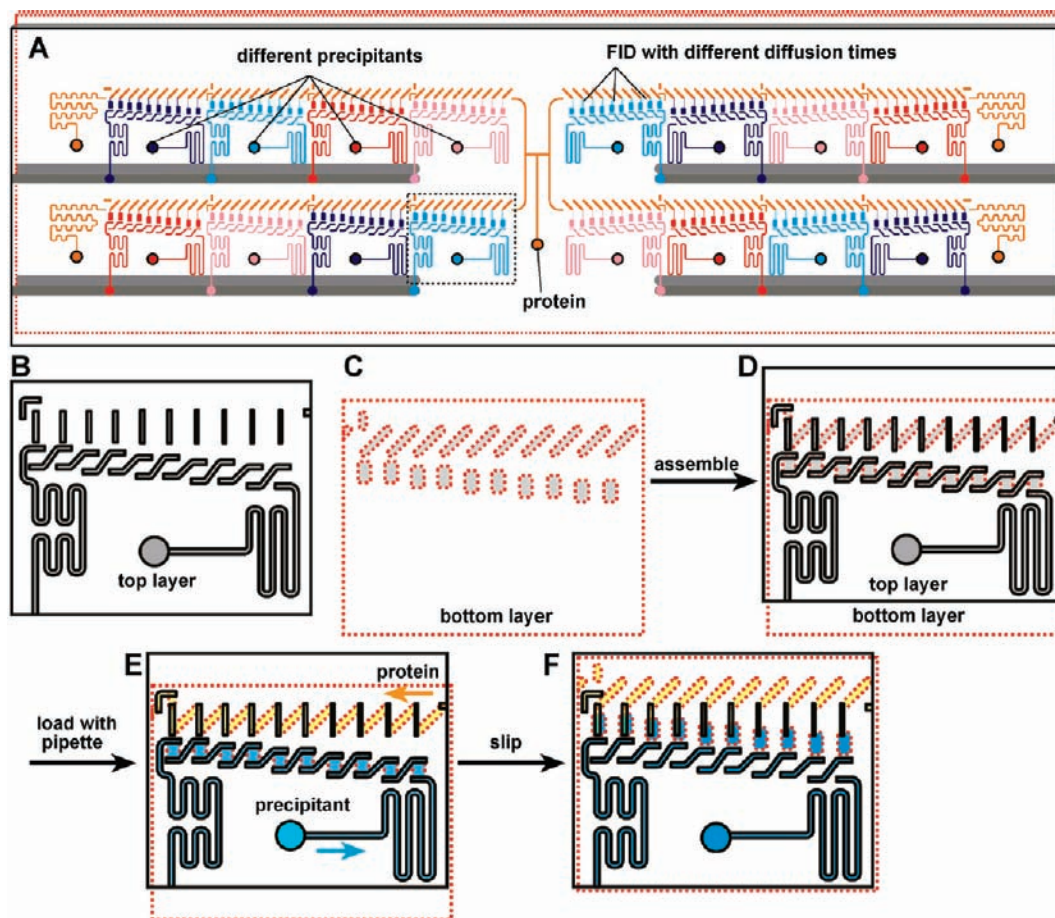 A
different precipitants
FID with different diffusion times
protein
B
top layer
C
bottom layer
assemble
D
top layer
bottom layer
load with
pipette
E
protein
precipitant
slip
F